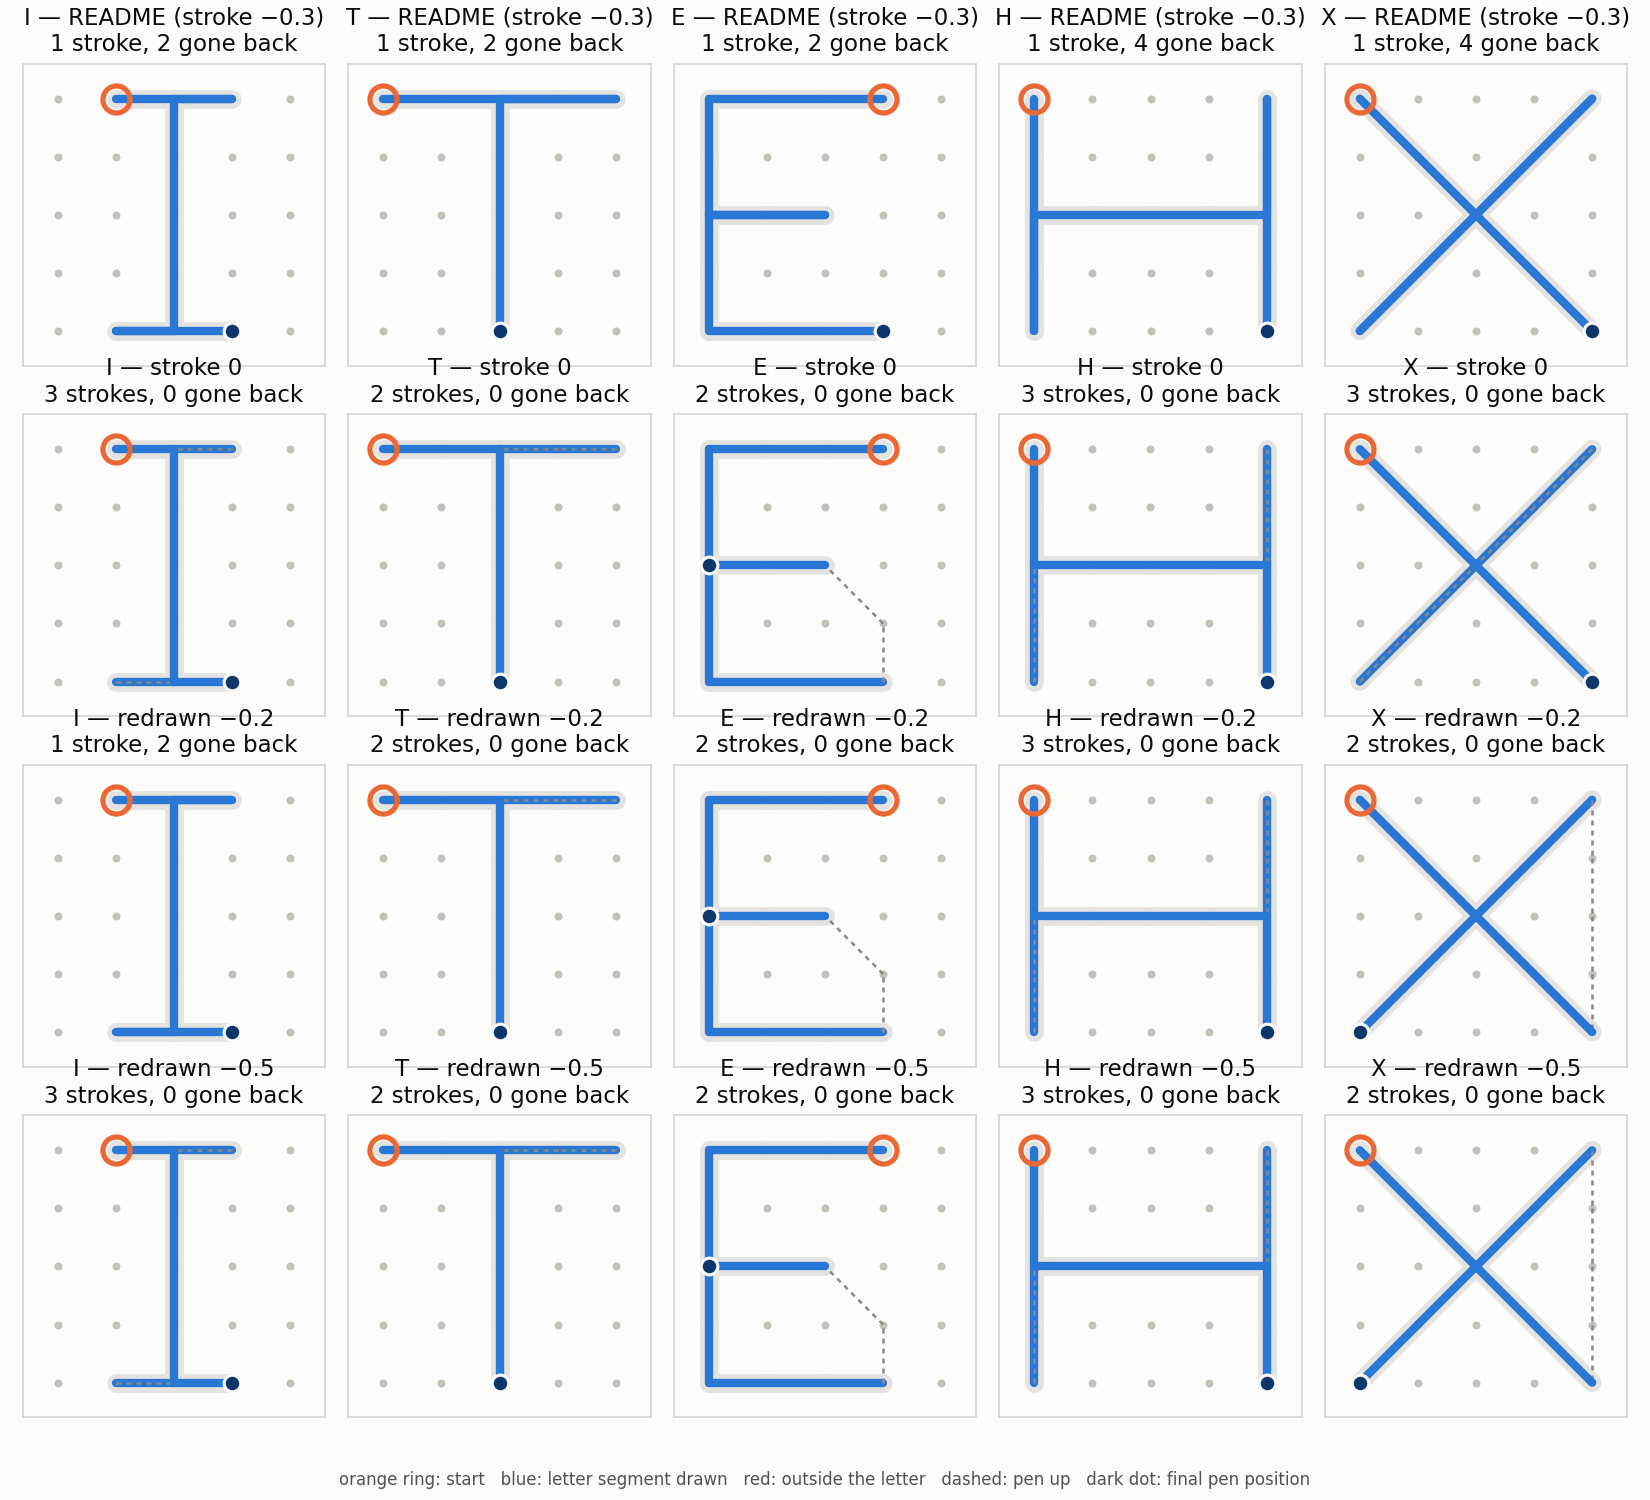 I — README (stroke −0.3)
1 stroke, 2 gone back
T — README (stroke −0.3)
1 stroke, 2 gone back
E — README (stroke −0.3)
1 stroke, 2 gone back
H — README (stroke −0.3)
1 stroke, 4 gone back
X — README (stroke −0.3)
1 stroke, 4 gone back
I — stroke 0
3 strokes, 0 gone back
T — stroke 0
2 strokes, 0 gone back
E — stroke 0
2 strokes, 0 gone back
H — stroke 0
3 strokes, 0 gone back
X — stroke 0
3 strokes, 0 gone back
I — redrawn −0.2
1 stroke, 2 gone back
T — redrawn −0.2
2 strokes, 0 gone back
E — redrawn −0.2
2 strokes, 0 gone back
H — redrawn −0.2
3 strokes, 0 gone back
X — redrawn −0.2
2 strokes, 0 gone back
I — redrawn −0.5
3 strokes, 0 gone back
T — redrawn −0.5
2 strokes, 0 gone back
E — redrawn −0.5
2 strokes, 0 gone back
H — redrawn −0.5
3 strokes, 0 gone back
X — redrawn −0.5
2 strokes, 0 gone back
orange ring: start   blue: letter segment drawn   red: outside the letter   dashed: pen up   dark dot: final pen position